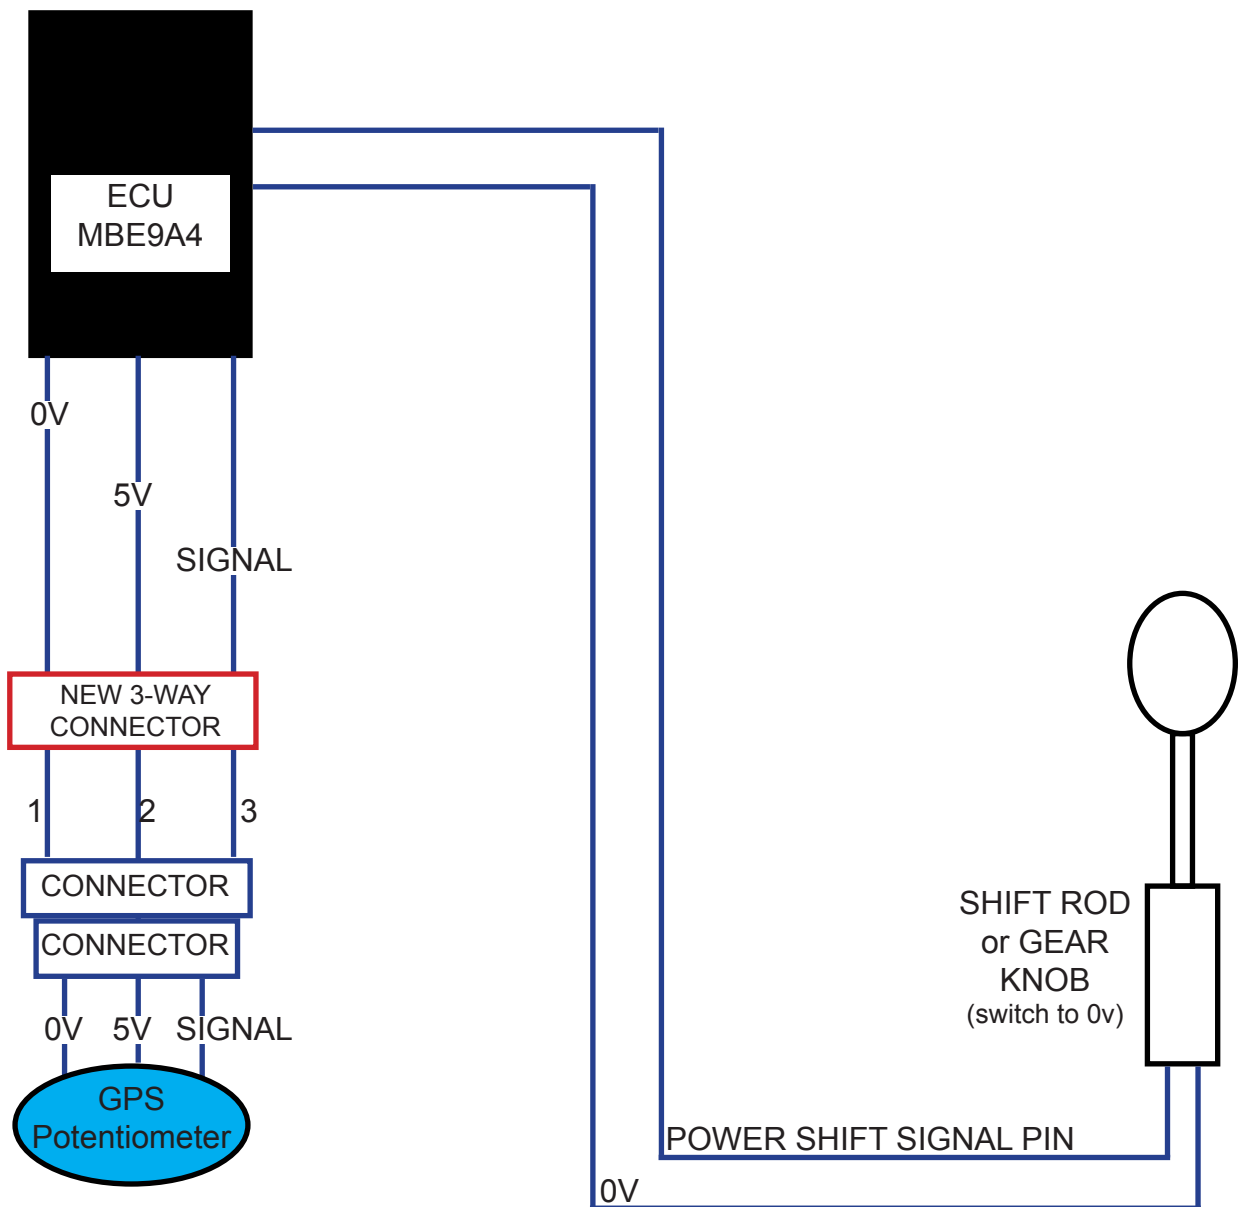 ECU
MBE9A4
0V
5V
SIGNAL
NEW 3-WAY
CONNECTOR
1
2
3
CONNECTOR
CONNECTOR
0V
5V
SIGNAL
GPS
Potentiometer
SHIFT ROD
or GEAR
KNOB
(switch to 0v)
POWER SHIFT SIGNAL PIN
0V